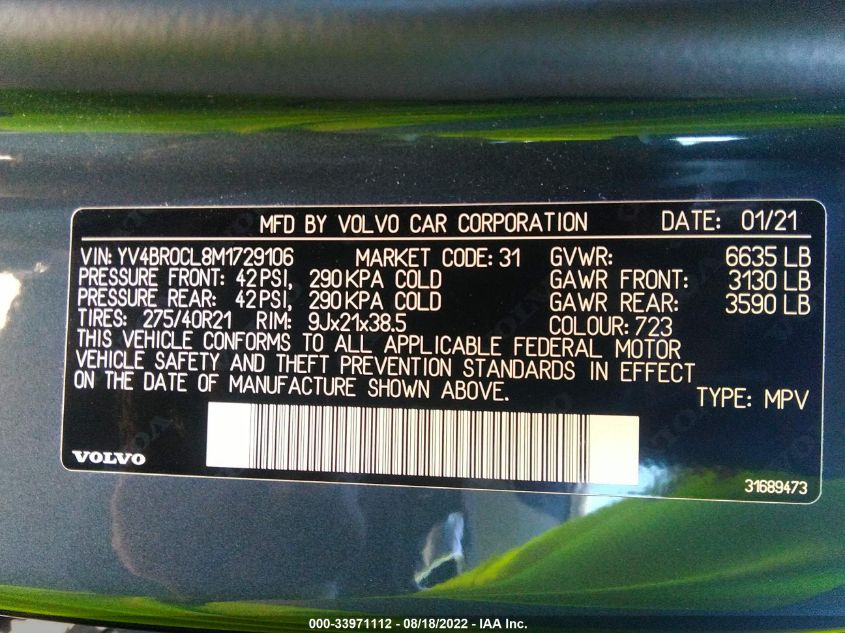 MFD BY VOLVO CAR CORPORATION DATE: 01/21
VIN: YV4BR0CL8M1729106 MARKET CODE: 31 GVWR: 6635 LB
PRESSURE FRONT: 42 PSI, 290 KPA COLD GAWR FRONT: 3130 LB
PRESSURE REAR: 42 PSI, 290 KPA COLD GAWR REAR: 3590 LB
TIRES: 275/40R21 RIM: 9Jx21x38.5 COLOUR: 723
THIS VEHICLE CONFORMS TO ALL APPLICABLE FEDERAL MOTOR
VEHICLE SAFETY AND THEFT PREVENTION STANDARDS IN EFFECT
ON THE DATE OF MANUFACTURE SHOWN ABOVE. TYPE: MPV
VOLVO
31689473
000-33971112 - 08/18/2022 - IAA Inc.